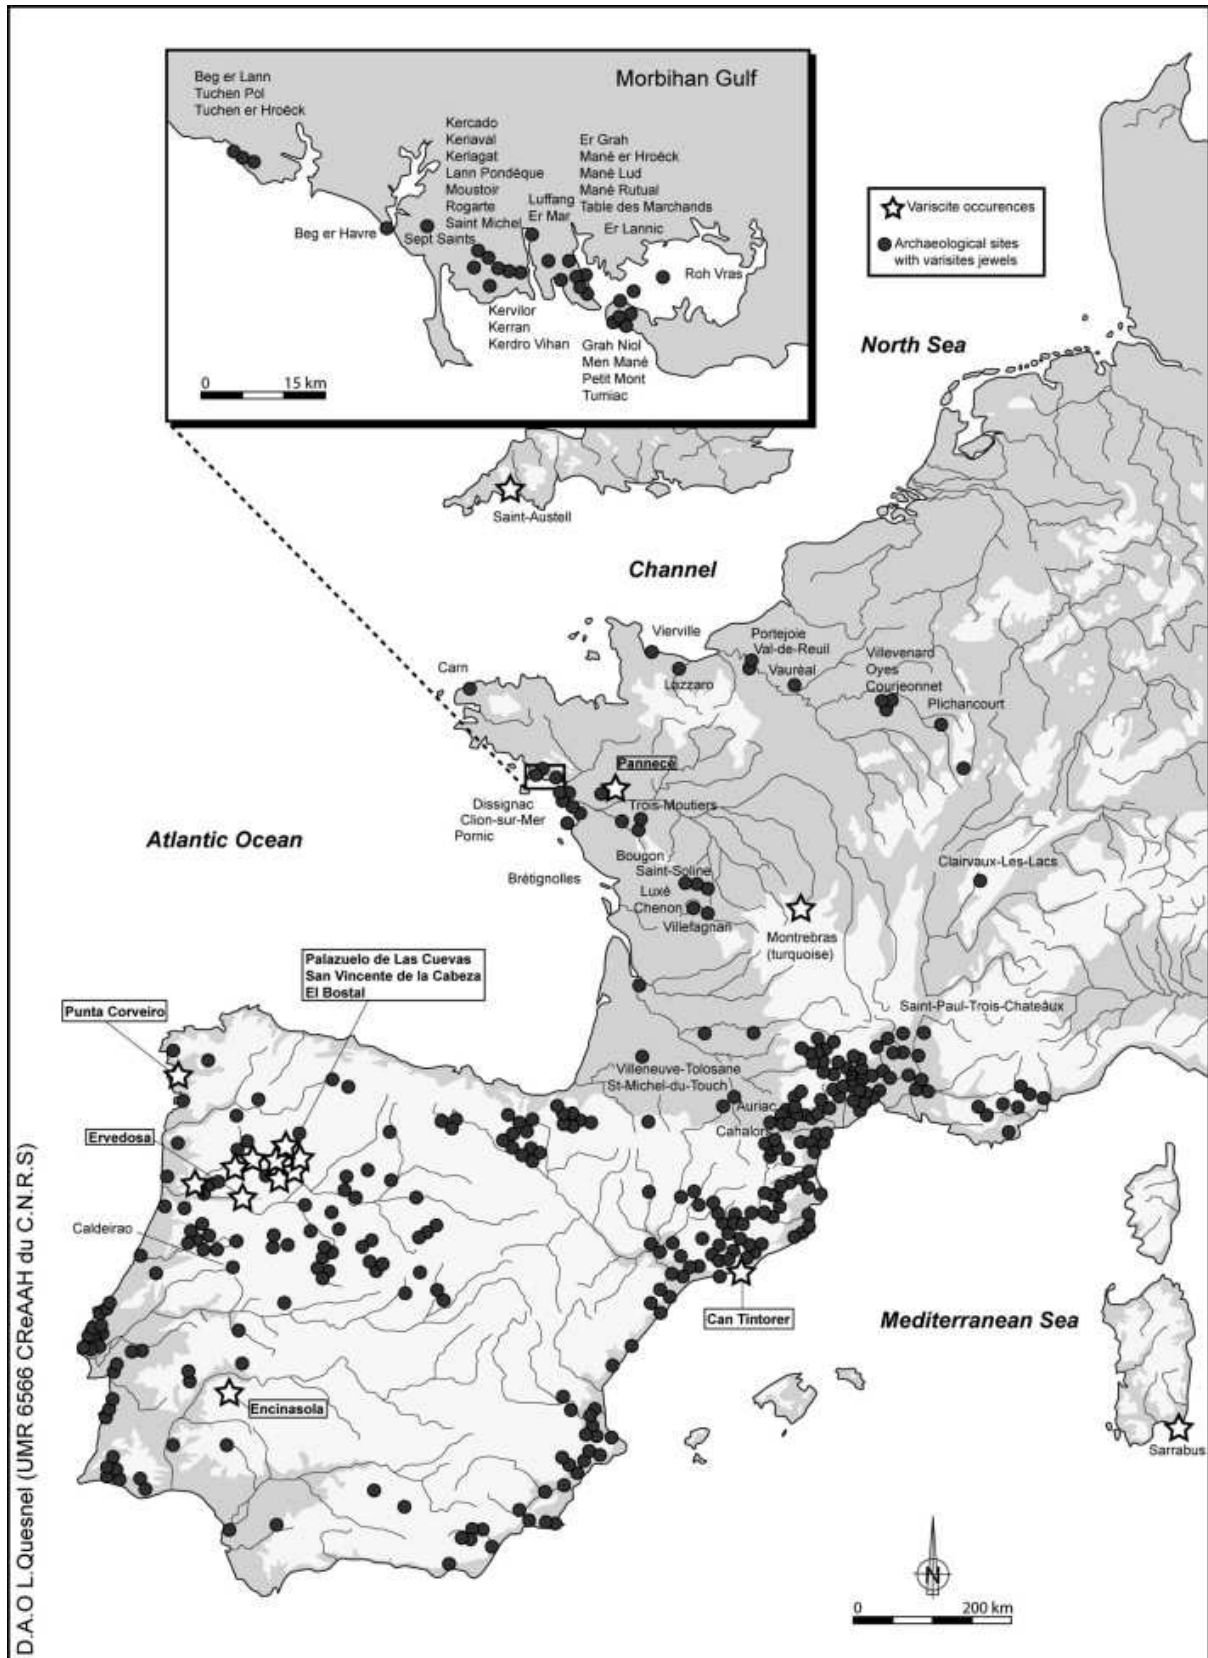 Beg er Lann
Tuchen Pol
Tuchen er Hroëck
Morbihan Gulf
Kercado
Keriaval
Kerlagat
Lann Pondèque
Moustoir
Rogarte
Saint Michel
Er Grah
Mané er Hroëck
Mané Lud
Mané Rutual
Table des Marchands
Luffang
Er Mar
Er Lannic
Beg er Havre
Sept Saints
Roh Vras
Kervilor
Kerran
Kerdro Vihan
Grah Niol
Men Mané
Petit Mont
Tumiac
0 15 km
Variscite occurences
Archaeological sites
with varisites jewels
North Sea
Saint-Austell
Channel
Vierville
Portejoie
Val-de-Reuil
Villevenard
Oyes
Courjeonnet
Carn
Lazzaro
Vauréal
Plichancourt
Pannecé
Dissignac
Clion-sur-Mer
Pornic
Trois-Moutiers
Atlantic Ocean
Bougon
Saint-Soline
Clairvaux-Les-Lacs
Brétignolles
Luxé
Chenon
Villefagnan
Montrebras
(turquoise)
Palazuelo de Las Cuevas
San Vincente de la Cabeza
El Bostal
Punta Corveiro
Saint-Paul-Trois-Chateâux
Villeneuve-Tolosane
St-Michel-du-Touch
Auriac
Cahalort
Ervedosa
Caldeirao
Can Tintorer
Mediterranean Sea
Encinasola
Sarrabus
N
0 200 km
D.A.O L.Quesnel (UMR 6566 CReAAH du C.N.R.S)